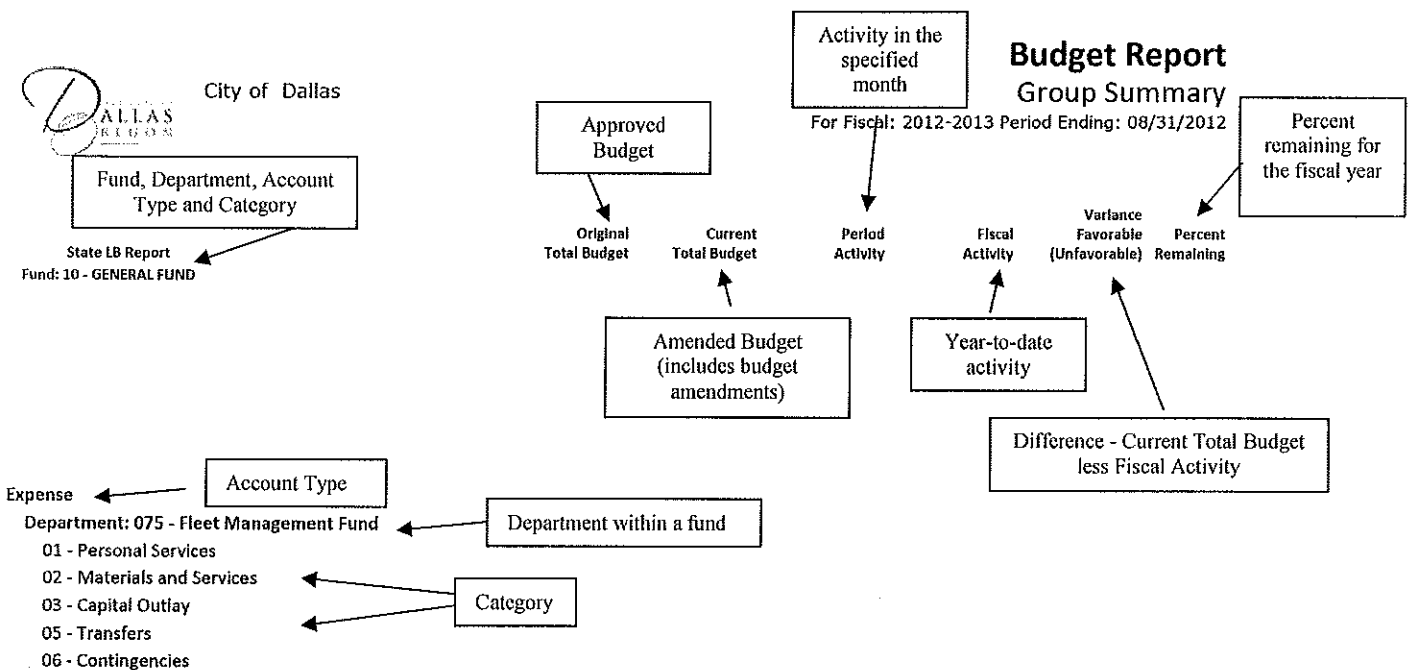 Activity in the
specified
month
Budget Report
Group Summary
For Fiscal: 2012-2013 Period Ending: 08/31/2012
City of Dallas
DALLAS
Approved
Budget
Percent
remaining for
the fiscal year
Fund, Department, Account
Type and Category
State LB Report
Fund: 10 - GENERAL FUND
Original
Total Budget
Current
Total Budget
Period
Activity
Fiscal
Activity
Variance
Favorable
(Unfavorable)
Percent
Remaining
Amended Budget
(includes budget
amendments)
Year-to-date
activity
Difference - Current Total Budget
less Fiscal Activity
Expense
Account Type
Department: 075 - Fleet Management Fund
Department within a fund
01 - Personal Services
02 - Materials and Services
03 - Capital Outlay
Category
05 - Transfers
06 - Contingencies